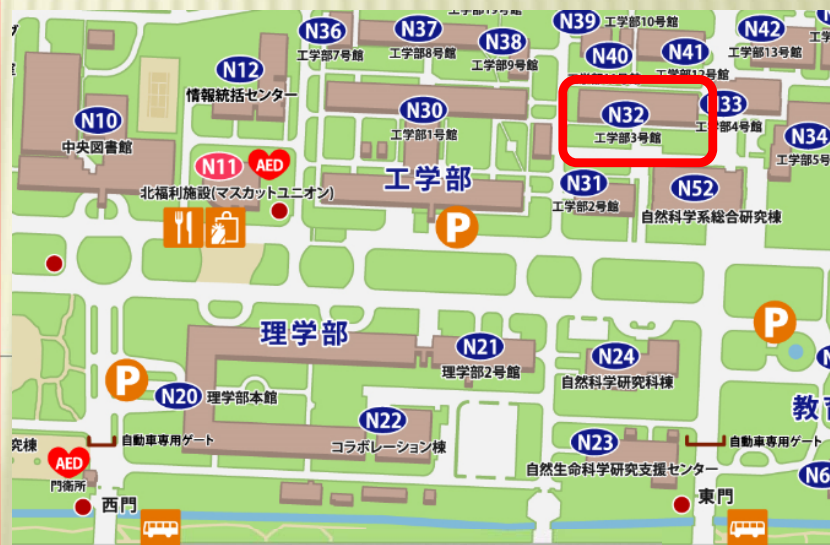 N36
工学部7号館
N37
工学部8号館
N38
工学部9号館
N39
工学部10号館
N40
N41
工学部12号館
N42
工学部13号館
N12
情報統括センター
N10
中央図書館
N30
工学部1号館
N32
工学部3号館
N33
工学部4号館
N34
工学部5号
N11
AED
北福利施設(マスカットユニオン)
工学部
N31
工学部2号館
N52
自然科学系総合研究棟
P
P
理学部
N21
理学部2号館
N24
自然科学研究科棟
P
N20
理学部本館
N22
コラボレーション棟
教
究棟
自動車専用ゲート
N23
自然生命科学研究支援センター
自動車専用ゲート
AED
門衛所
西門
東門
N6